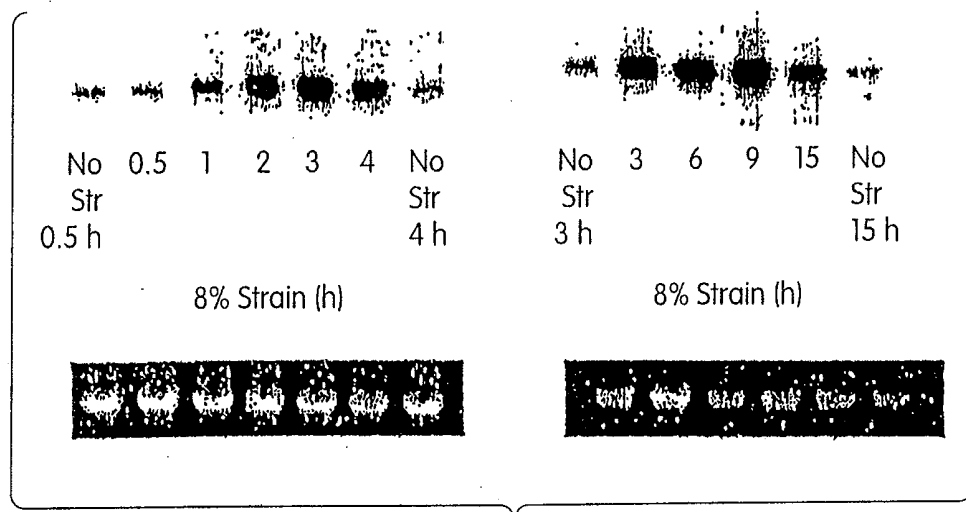 No 0.5 1 2 3 4 No
Str Str
0.5 h 4 h
8% Strain (h)
No 3 6 9 15 No
Str Str
3 h 15 h
8% Strain (h)